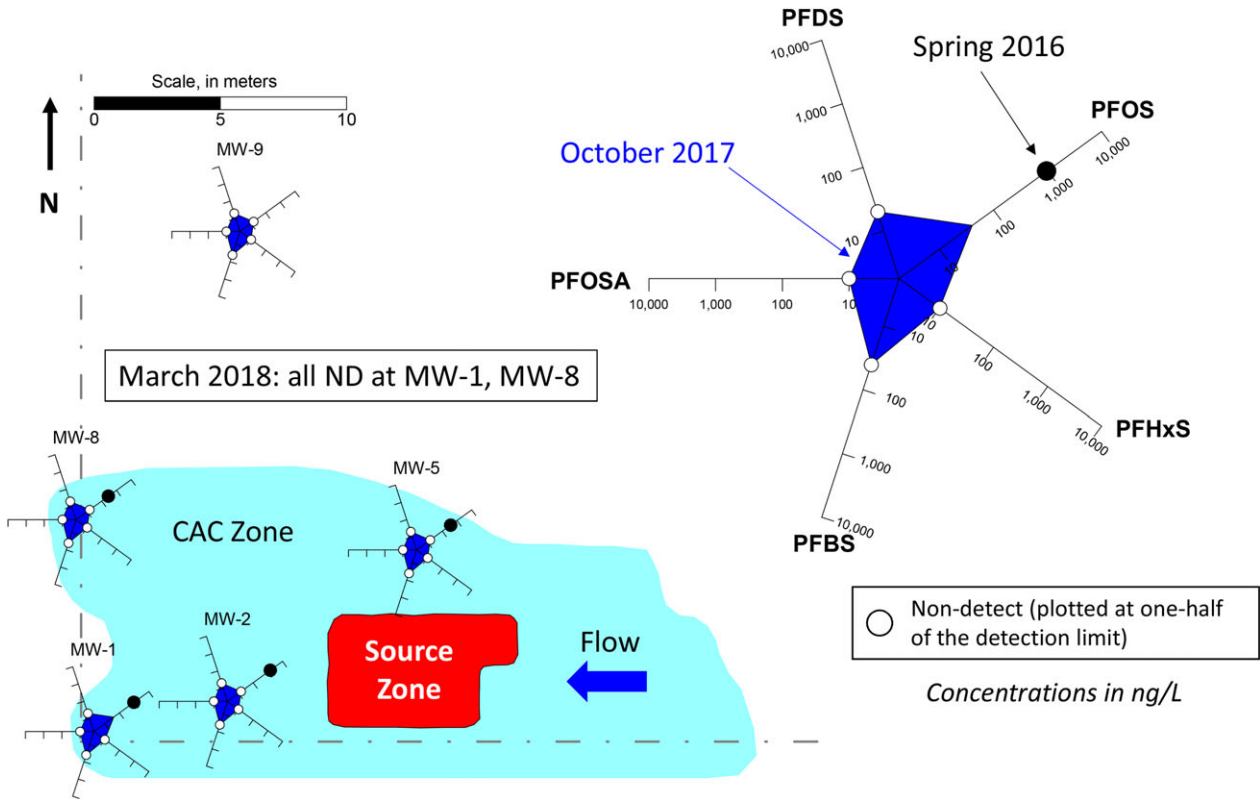 Scale, in meters
0 5 10
N
MW-9
March 2018: all ND at MW-1, MW-8
MW-8
MW-5
CAC Zone
MW-2
MW-1
Source
Zone
Flow
PFDS
10,000
1,000
100
10
Spring 2016
PFOS
10,000
1,000
100
10
October 2017
PFOSA
10,000 1,000 100 10
10
100
1,000
10,000
PFHxS
10
100
1,000
10,000
PFBS
Non-detect (plotted at one-half
of the detection limit)
Concentrations in ng/L